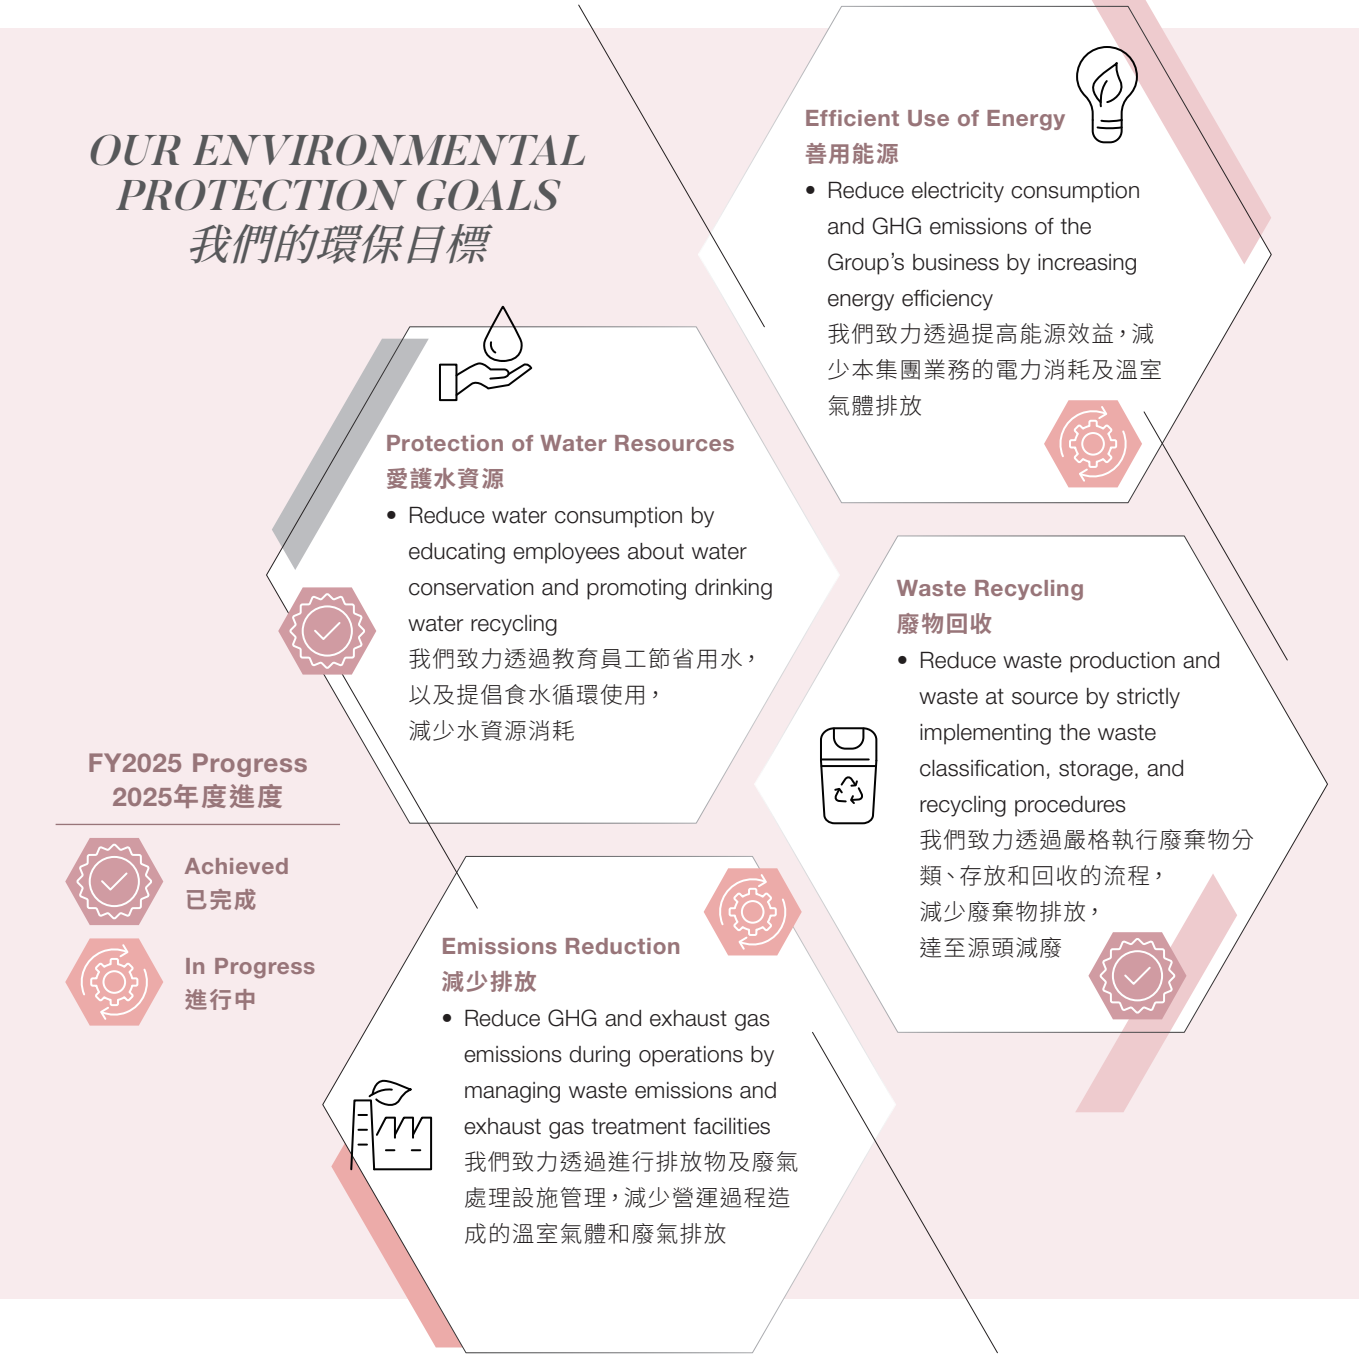 OUR ENVIRONMENTAL
PROTECTION GOALS
我們的環保目標
Efficient Use of Energy
善用能源
• Reduce electricity consumption
and GHG emissions of the
Group’s business by increasing
energy efficiency
我們致力透過提高能源效益，減
少本集團業務的電力消耗及溫室
氣體排放
Protection of Water Resources
愛護水資源
• Reduce water consumption by
educating employees about water
conservation and promoting drinking
water recycling
我們致力透過教育員工節省用水，
以及提倡食水循環使用，
減少水資源消耗
Waste Recycling
廢物回收
• Reduce waste production and
waste at source by strictly
implementing the waste
classification, storage, and
recycling procedures
我們致力透過嚴格執行廢棄物分
類、存放和回收的流程，
減少廢棄物排放，
達至源頭減廢
FY2025 Progress
2025年度進度
Achieved
已完成
In Progress
進行中
Emissions Reduction
減少排放
• Reduce GHG and exhaust gas
emissions during operations by
managing waste emissions and
exhaust gas treatment facilities
我們致力透過進行排放物及廢氣
處理設施管理，減少營運過程造
成的溫室氣體和廢氣排放